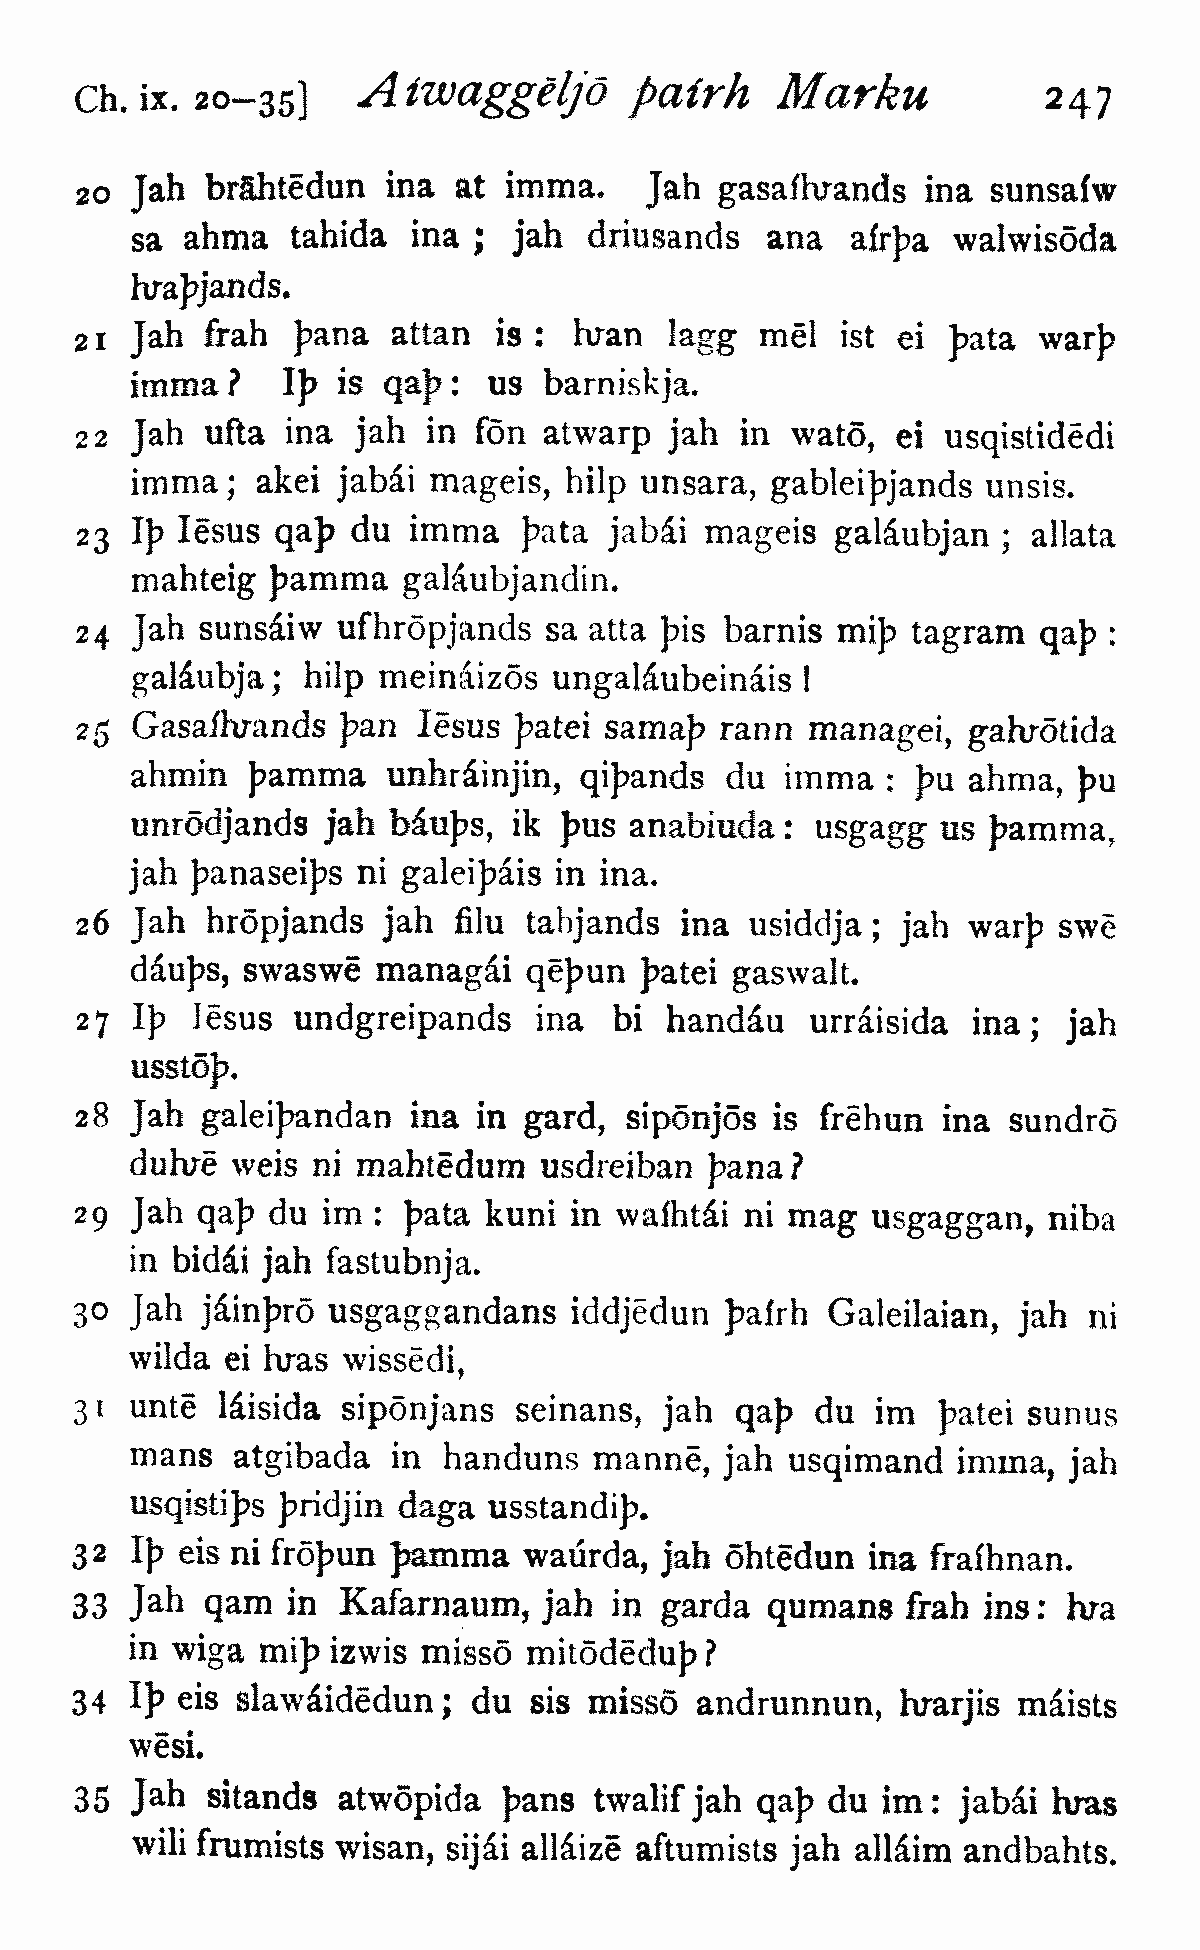 Ch. ix. 20–35] Aíwaggēljō þaírh Marku 247
20 Jah brāhtēdun ina at imma. Jah gasaíƕands ina sunsaíw
sa ahma tahida ina ; jah driusands ana aírþa walwisōda
ƕaþjands.
21 Jah frah þana attan is : ƕan lagg mēl ist ei þata warþ
imma ? Iþ is qaþ : us barniskja.
22 Jah ufta ina jah in fōn atwarp jah in watō, ei usqistidēdi
imma ; akei jabái mageis, hilp unsara, gableiþjands unsis.
23 Iþ Iēsus qaþ du imma þata jabái mageis galáubjan ; allata
mahteig þamma galáubjandin.
24 Jah sunsáiw ufhrōpjands sa atta þis barnis miþ tagram qaþ :
galáubja ; hilp meináizōs ungaláubeináis !
25 Gasaíƕands þan Iēsus þatei samaþ rann managei, gaƕōtida
ahmin þamma unhráinjin, qiþands du imma : þu ahma, þu
unrōdjands jah báuþs, ik þus anabiuda : usgagg us þamma,
jah þanaseiþs ni galeiþáis in ina.
26 Jah hrōpjands jah filu tahjands ina usiddja ; jah warþ swē
dáuþs, swaswē managái qēþun þatei gaswalt.
27 Iþ Iēsus undgreipands ina bi handáu urráisida ina ; jah
usstōþ.
28 Jah galeiþandan ina in gard, sipōnjōs is frēhun ina sundrō
duƕē weis ni mahtēdum usdreiban þana ?
29 Jah qaþ du im : þata kuni in waíhtái ni mag usgaggan, niba
in bidái jah fastubnja.
30 Jah jáinþrō usgaggandans iddjēdun þaírh Galeilaian, jah ni
wilda ei ƕas wissēdi,
31 untē láisida sipōnjans seinans, jah qaþ du im þatei sunus
mans atgibada in handuns mannē, jah usqimand imma, jah
usqistiþs þridjin daga usstandiþ.
32 Iþ eis ni frōþun þamma waúrda, jah ōhtēdun ina fraíhnan.
33 Jah qam in Kafarnaum, jah in garda qumans frah ins : ƕa
in wiga miþ izwis missō mitōdēduþ ?
34 Iþ eis slawáidēdun ; du sis missō andrunnun, ƕarjis máists
wēsi.
35 Jah sitands atwōpida þans twalif jah qaþ du im : jabái ƕas
wili frumists wisan, sijái alláizē aftumists jah alláim andbahts.